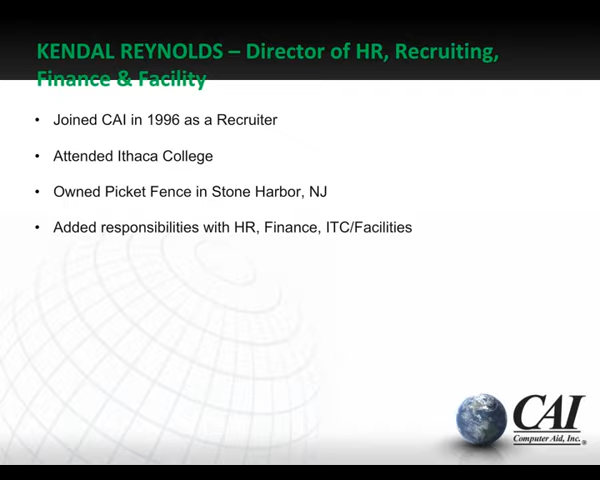 KENDAL REYNOLDS – Director of HR, Recruiting,
Finance & Facility
• Joined CAI in 1996 as a Recruiter
• Attended Ithaca College
• Owned Picket Fence in Stone Harbor, NJ
• Added responsibilities with HR, Finance, ITC/Facilities
CAI
Computer Aid, Inc.®